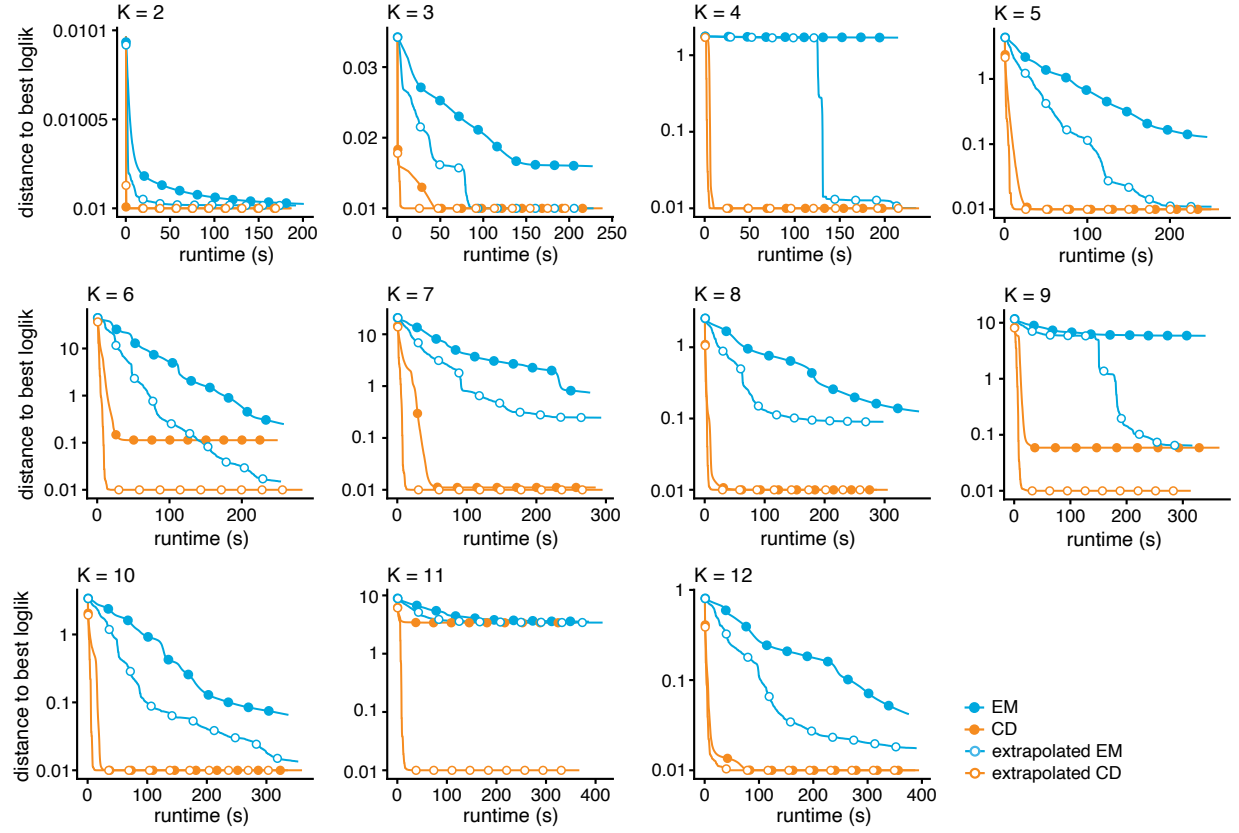 K = 2
K = 3
K = 4
K = 5
distance to best loglik
0.0101
0.01005
0.01
0 50 100 150 200
runtime (s)
0.03
0.02
0.01
0 50 100 150 200 250
runtime (s)
1
0.1
0.01
0 50 100 150 200
runtime (s)
1
0.1
0.01
0 100 200
runtime (s)
K = 6
K = 7
K = 8
K = 9
distance to best loglik
10
1
0.1
0.01
0 100 200
runtime (s)
10
1
0.1
0.01
0 100 200 300
runtime (s)
1
0.1
0.01
0 100 200 300
runtime (s)
10
1
0.1
0.01
0 100 200 300
runtime (s)
K = 10
K = 11
K = 12
distance to best loglik
1
0.1
0.01
0 100 200 300
runtime (s)
10
1
0.1
0.01
0 100 200 300 400
runtime (s)
1
0.1
0.01
0 100 200 300 400
runtime (s)
EM
CD
extrapolated EM
extrapolated CD